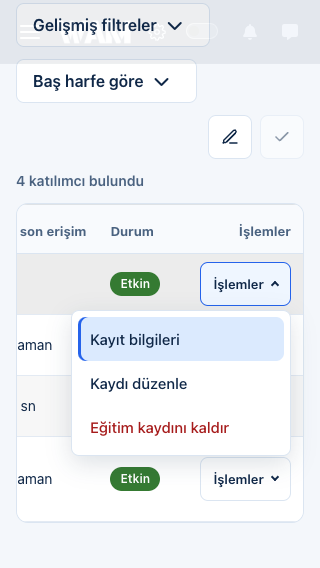 Gelişmiş filtreler
Baş harfe göre
4 katılımcı bulundu
son erişim Durum İşlemler
Etkin İşlemler
Kayıt bilgileri
aman
Kaydı düzenle
sn
Eğitim kaydını kaldır
aman Etkin İşlemler